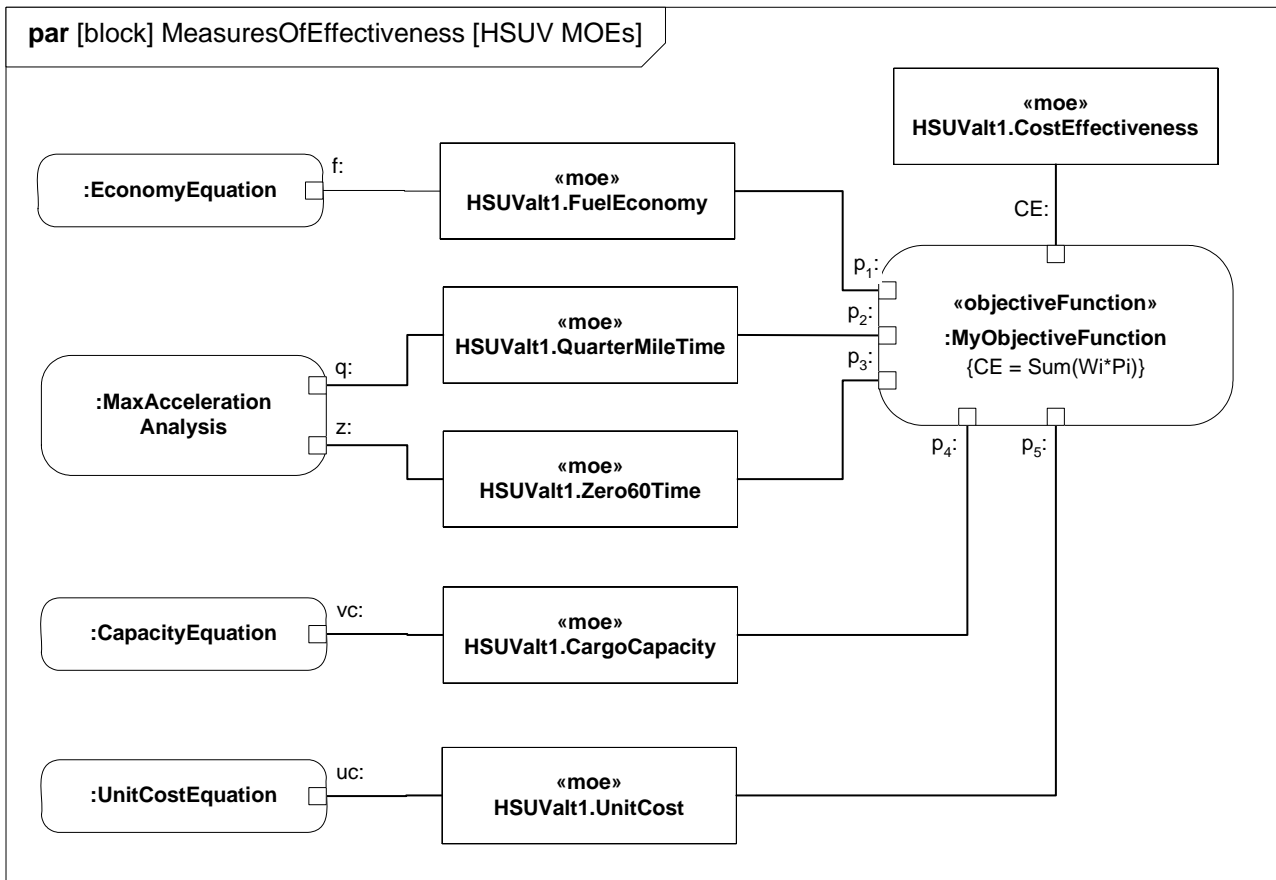 par [block] MeasuresOfEffectiveness [HSUV MOEs]
«moe»
HSUValt1.CostEffectiveness
CE:
:EconomyEquation
f:
«moe»
HSUValt1.FuelEconomy
p1:
p2:
p3:
«objectiveFunction»
:MyObjectiveFunction
{CE = Sum(Wi*Pi)}
p4:
p5:
:MaxAcceleration
Analysis
q:
z:
«moe»
HSUValt1.QuarterMileTime
«moe»
HSUValt1.Zero60Time
:CapacityEquation
vc:
«moe»
HSUValt1.CargoCapacity
:UnitCostEquation
uc:
«moe»
HSUValt1.UnitCost